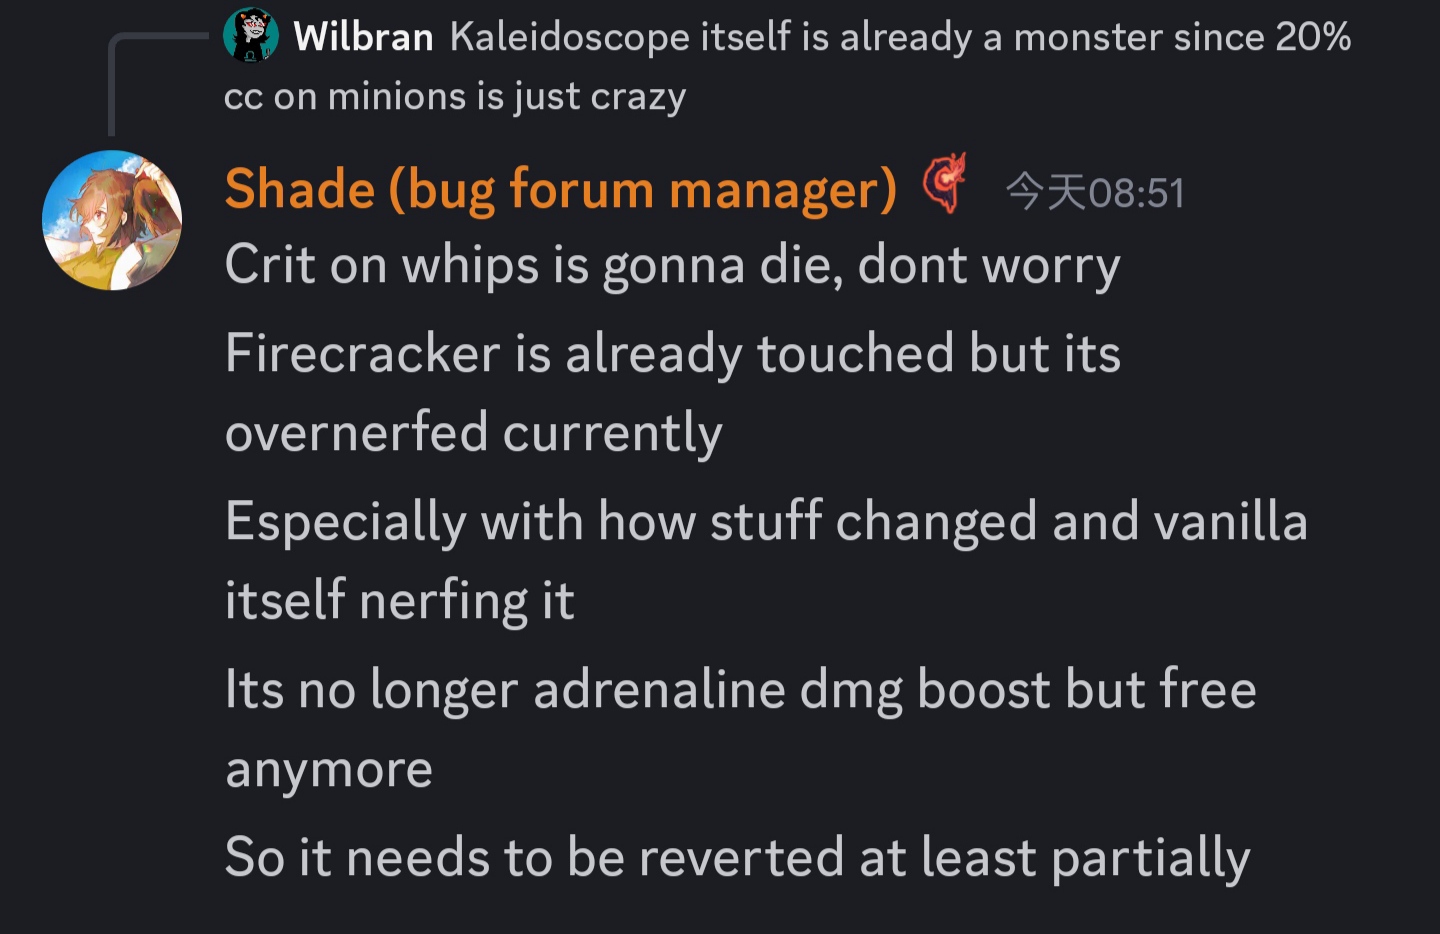 Wilbran Kaleidoscope itself is already a monster since 20%
cc on minions is just crazy
Shade (bug forum manager) 今天08:51
Crit on whips is gonna die, dont worry
Firecracker is already touched but its
overnerfed currently
Especially with how stuff changed and vanilla
itself nerfing it
Its no longer adrenaline dmg boost but free
anymore
So it needs to be reverted at least partially